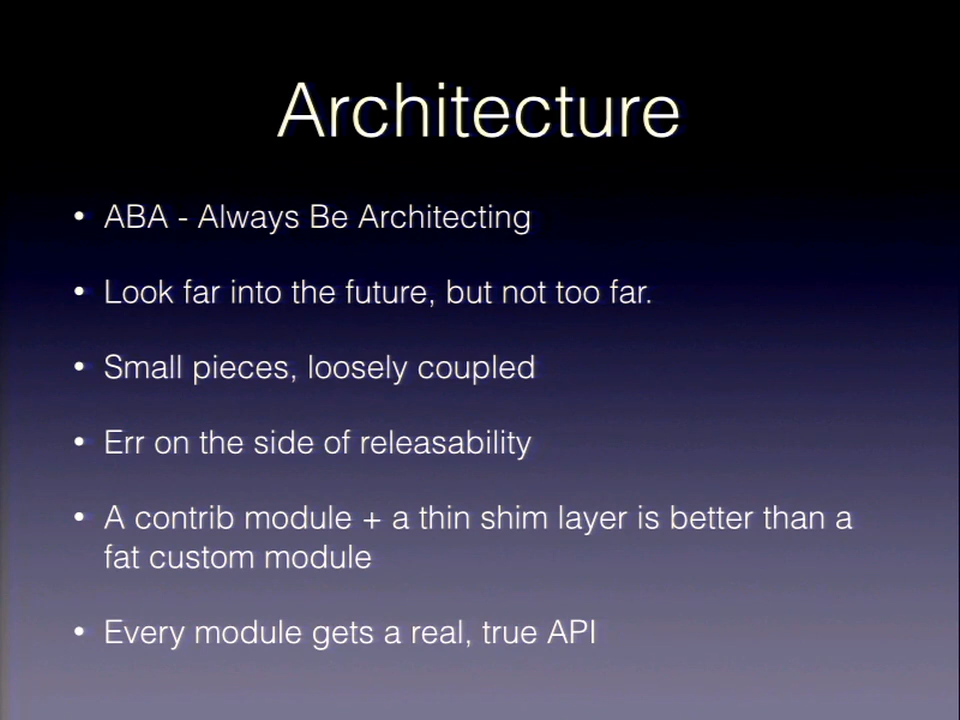 Architecture
• ABA - Always Be Architecting
• Look far into the future, but not too far.
• Small pieces, loosely coupled
• Err on the side of releasability
• A contrib module + a thin shim layer is better than a
fat custom module
• Every module gets a real, true API